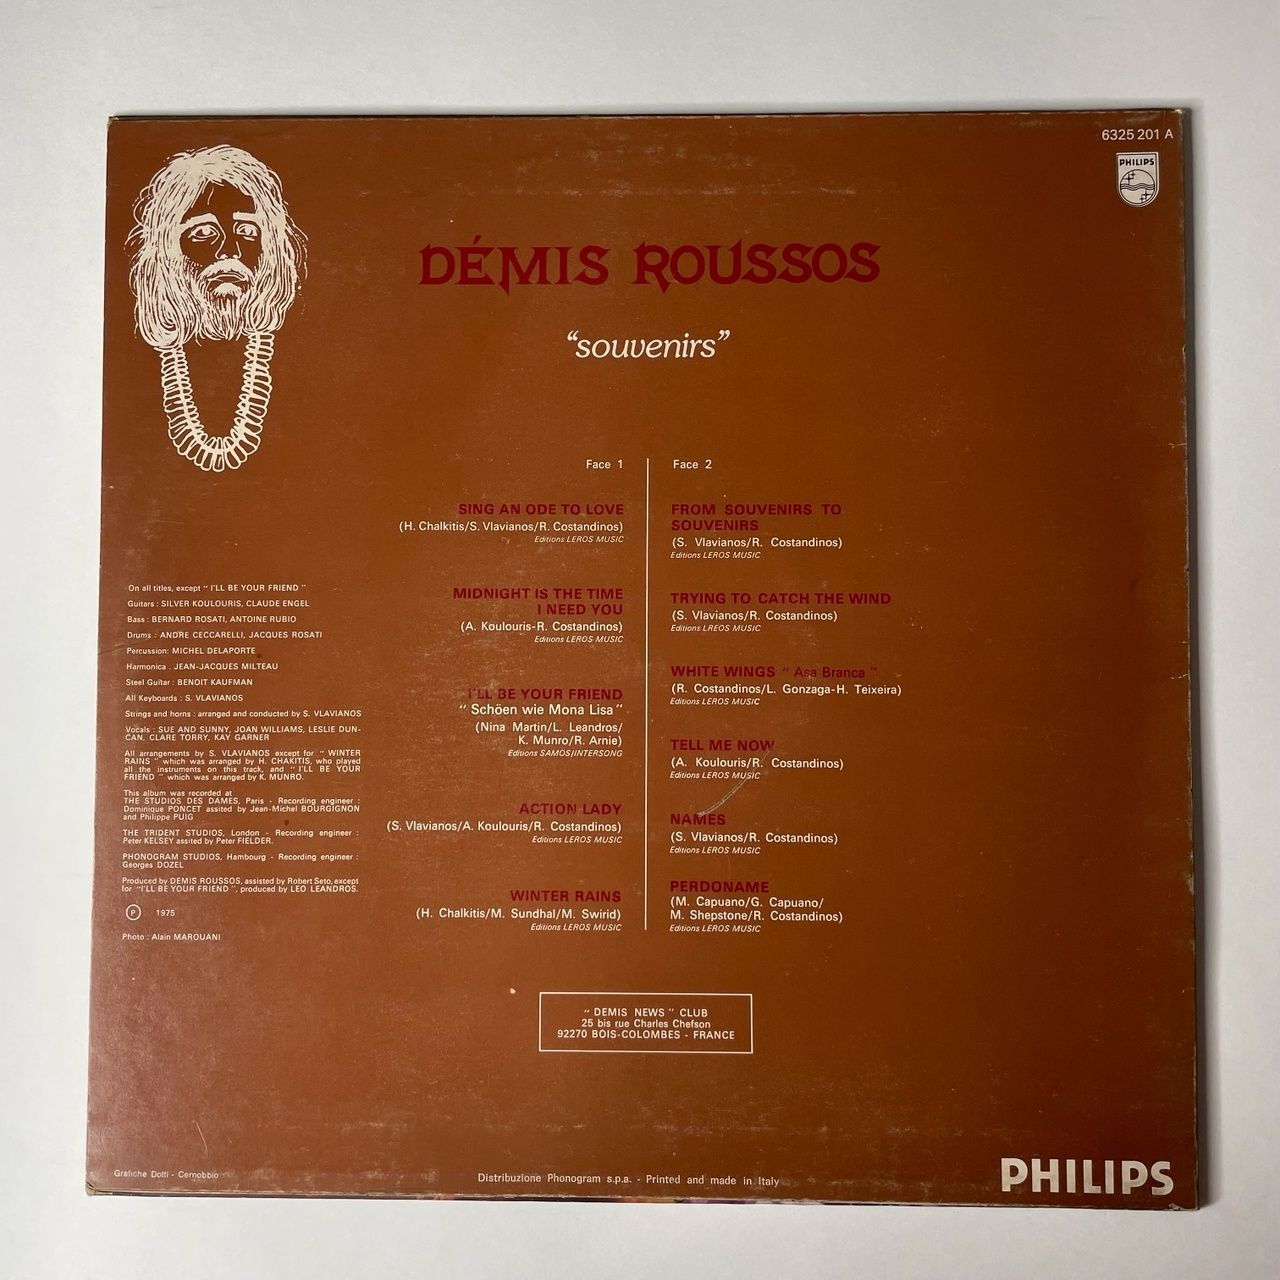 6325 201 A
PHILIPS
DÉMIS ROUSSOS
“souvenirs”
Face 1
SING AN ODE TO LOVE
(H. Chalkitis/S. Vlavianos/R. Costandinos)
Editions LEROS MUSIC
MIDNIGHT IS THE TIME
I NEED YOU
(A. Koulouris-R. Costandinos)
Editions LEROS MUSIC
I'LL BE YOUR FRIEND
“ Schöen wie Mona Lisa ”
(Nina Martin/L. Leandros/
K. Munro/R. Arnie)
Editions SAMOS/INTERSONG
ACTION LADY
(S. Vlavianos/A. Koulouris/R. Costandinos)
Editions LEROS MUSIC
WINTER RAINS
(H. Chalkitis/M. Sundhal/M. Swirid)
Editions LEROS MUSIC
Face 2
FROM SOUVENIRS TO
SOUVENIRS
(S. Vlavianos/R. Costandinos)
Editions LEROS MUSIC
TRYING TO CATCH THE WIND
(S. Vlavianos/R. Costandinos)
Editions LREOS MUSIC
WHITE WINGS “ Asa Branca ”
(R. Costandinos/L. Gonzaga-H. Teixeira)
Editions LEROS MUSIC
TELL ME NOW
(A. Koulouris/R. Costandinos)
Editions LEROS MUSIC
NAMES
(S. Vlavianos/R. Costandinos)
Editions LEROS MUSIC
PERDONAME
(M. Capuano/G. Capuano/
M. Shepstone/R. Costandinos)
Editions LEROS MUSIC
On all titles, except “ I'LL BE YOUR FRIEND ”
Guitars : SILVER KOULOURIS, CLAUDE ENGEL
Bass : BERNARD ROSATI, ANTOINE RUBIO
Drums : ANDRE CECCARELLI, JACQUES ROSATI
Percussion: MICHEL DELAPORTE
Harmonica : JEAN-JACQUES MILTEAU
Steel Guitar : BENOIT KAUFMAN
All Keyboards : S. VLAVIANOS
Strings and horns : arranged and conducted by S. VLAVIANOS
Vocals : SUE AND SUNNY, JOAN WILLIAMS, LESLIE DUN-
CAN, CLARE TORRY, KAY GARNER
All arrangements by S. VLAVIANOS except for “ WINTER
RAINS ” which was arranged by H. CHAKITIS, who played
all the instruments on this track, and “I'LL BE YOUR
FRIEND ” which was arranged by K. MUNRO.
This album was recorded at
THE STUDIOS DES DAMES, Paris - Recording engineer :
Dominique PONCET assited by Jean-Michel BOURGIGNON
and Philippe PUIG
THE TRIDENT STUDIOS, London - Recording engineer :
Peter KELSEY assited by Peter FIELDER.
PHONOGRAM STUDIOS, Hambourg - Recording engineer :
Georges DOZEL
Produced by DEMIS ROUSSOS, assisted by Robert Seto, except
for “I'LL BE YOUR FRIEND ”, produced by LEO LEANDROS.
Ⓟ 1975
Photo : Alain MAROUANI
“ DEMIS NEWS ” CLUB
25 bis rue Charles Chefson
92270 BOIS-COLOMBES - FRANCE
Grafiche Dotti - Cernobbio
Distribuzione Phonogram s.p.a. - Printed and made in Italy
PHILIPS